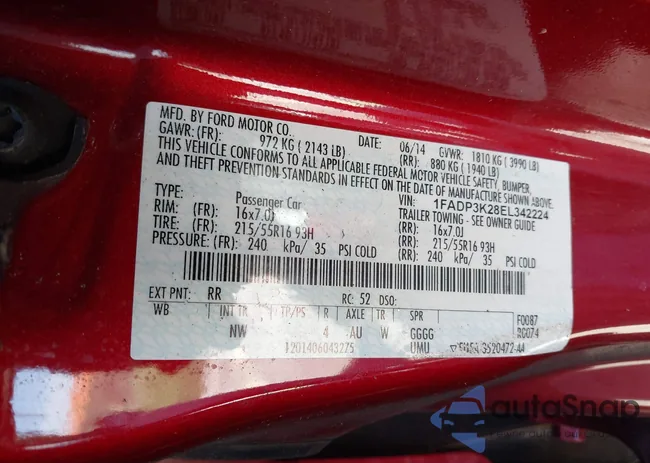 MFD. BY FORD MOTOR CO.
DATE: 06/14 GVWR: 1810 KG ( 3990 LB)
GAWR: (FR): 972 KG ( 2143 LB) (RR): 880 KG ( 1940 LB)
THIS VEHICLE CONFORMS TO ALL APPLICABLE FEDERAL MOTOR VEHICLE SAFETY, BUMPER,
AND THEFT PREVENTION STANDARDS IN EFFECT ON THE DATE OF MANUFACTURE SHOWN ABOVE.
VIN: 1FADP3K28EL342224
TYPE: Passenger Car TRAILER TOWING - SEE OWNER GUIDE
RIM: (FR) 16x7.0J (RR): 16x7.0J
TIRE: (FR) 215/55R16 93H (RR): 215/55R16 93H
PRESSURE: (FR) 240 kPa/ 35 PSI COLD (RR): 240 kPa/ 35 PSI COLD
EXT PNT: RR RC: 52 DSO:
WB INT TR TP/PS R AXLE TR SPR F0087
NW 4 AU W GGGG
UMU
autoSnap